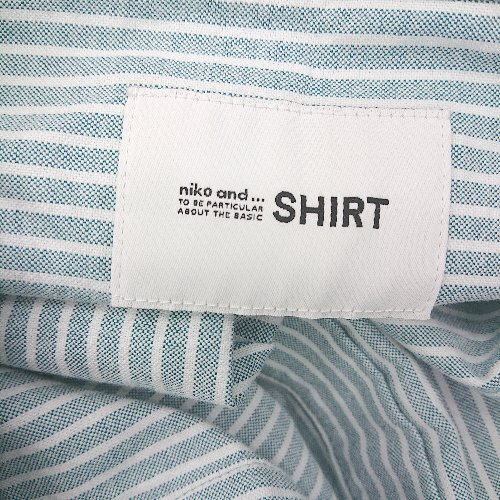 niko and ...
TO BE PARTICULAR
ABOUT THE BASIC
SHIRT